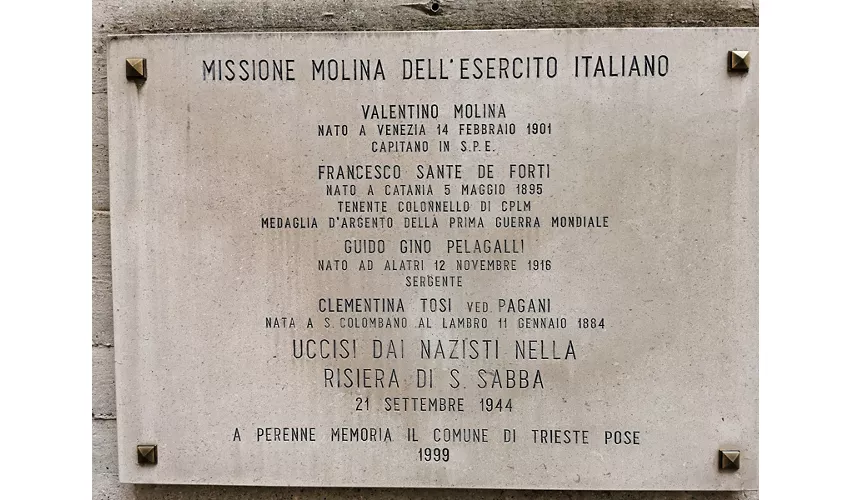 MISSIONE MOLINA DELL'ESERCITO ITALIANO
VALENTINO MOLINA
NATO A VENEZIA 14 FEBBRAIO 1901
CAPITANO IN S.P.E.
FRANCESCO SANTE DE FORTI
NATO A CATANIA 5 MAGGIO 1895
TENENTE COLONNELLO DI CPLM
MEDAGLIA D'ARGENTO DELLA PRIMA GUERRA MONDIALE
GUIDO GINO PELAGALLI
NATO AD ALATRI 12 NOVEMBRE 1916
SERGENTE
CLEMENTINA TOSI VED. PAGANI
NATA A S. COLOMBANO AL LAMBRO 11 GENNAIO 1884
UCCISI DAI NAZISTI NELLA
RISIERA DI S. SABBA
21 SETTEMBRE 1944
A PERENNE MEMORIA IL COMUNE DI TRIESTE POSE
1999